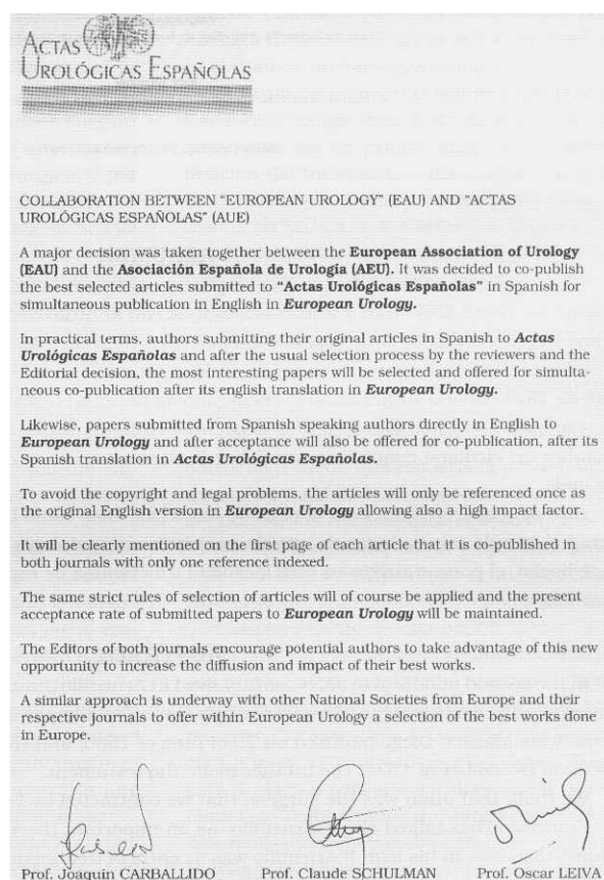 ACTAS
UROLÓGICAS ESPAÑOLAS
COLLABORATION BETWEEN “EUROPEAN UROLOGY” (EAU) AND “ACTAS
UROLÓGICAS ESPAÑOLAS” (AUE)
A major decision was taken together between the European Association of Urology
(EAU) and the Asociación Española de Urología (AEU). It was decided to co-publish
the best selected articles submitted to “Actas Urológicas Españolas” in Spanish for
simultaneous publication in English in European Urology.
In practical terms, authors submitting their original articles in Spanish to Actas
Urológicas Españolas and after the usual selection process by the reviewers and the
Editorial decision, the most interesting papers will be selected and offered for simulta-
neous co-publication after its english translation in European Urology.
Likewise, papers submitted from Spanish speaking authors directly in English to
European Urology and after acceptance will also be offered for co-publication, after its
Spanish translation in Actas Urológicas Españolas.
To avoid the copyright and legal problems, the articles will only be referenced once as
the original English version in European Urology allowing also a high impact factor.
It will be clearly mentioned on the first page of each article that it is co-published in
both journals with only one reference indexed.
The same strict rules of selection of articles will of course be applied and the present
acceptance rate of submitted papers to European Urology will be maintained.
The Editors of both journals encourage potential authors to take advantage of this new
opportunity to increase the diffusion and impact of their best works.
A similar approach is underway with other National Societies from Europe and their
respective journals to offer within European Urology a selection of the best works done
in Europe.
Prof. Joaquin CARBALLIDO Prof. Claude SCHULMAN Prof. Oscar LEIVA